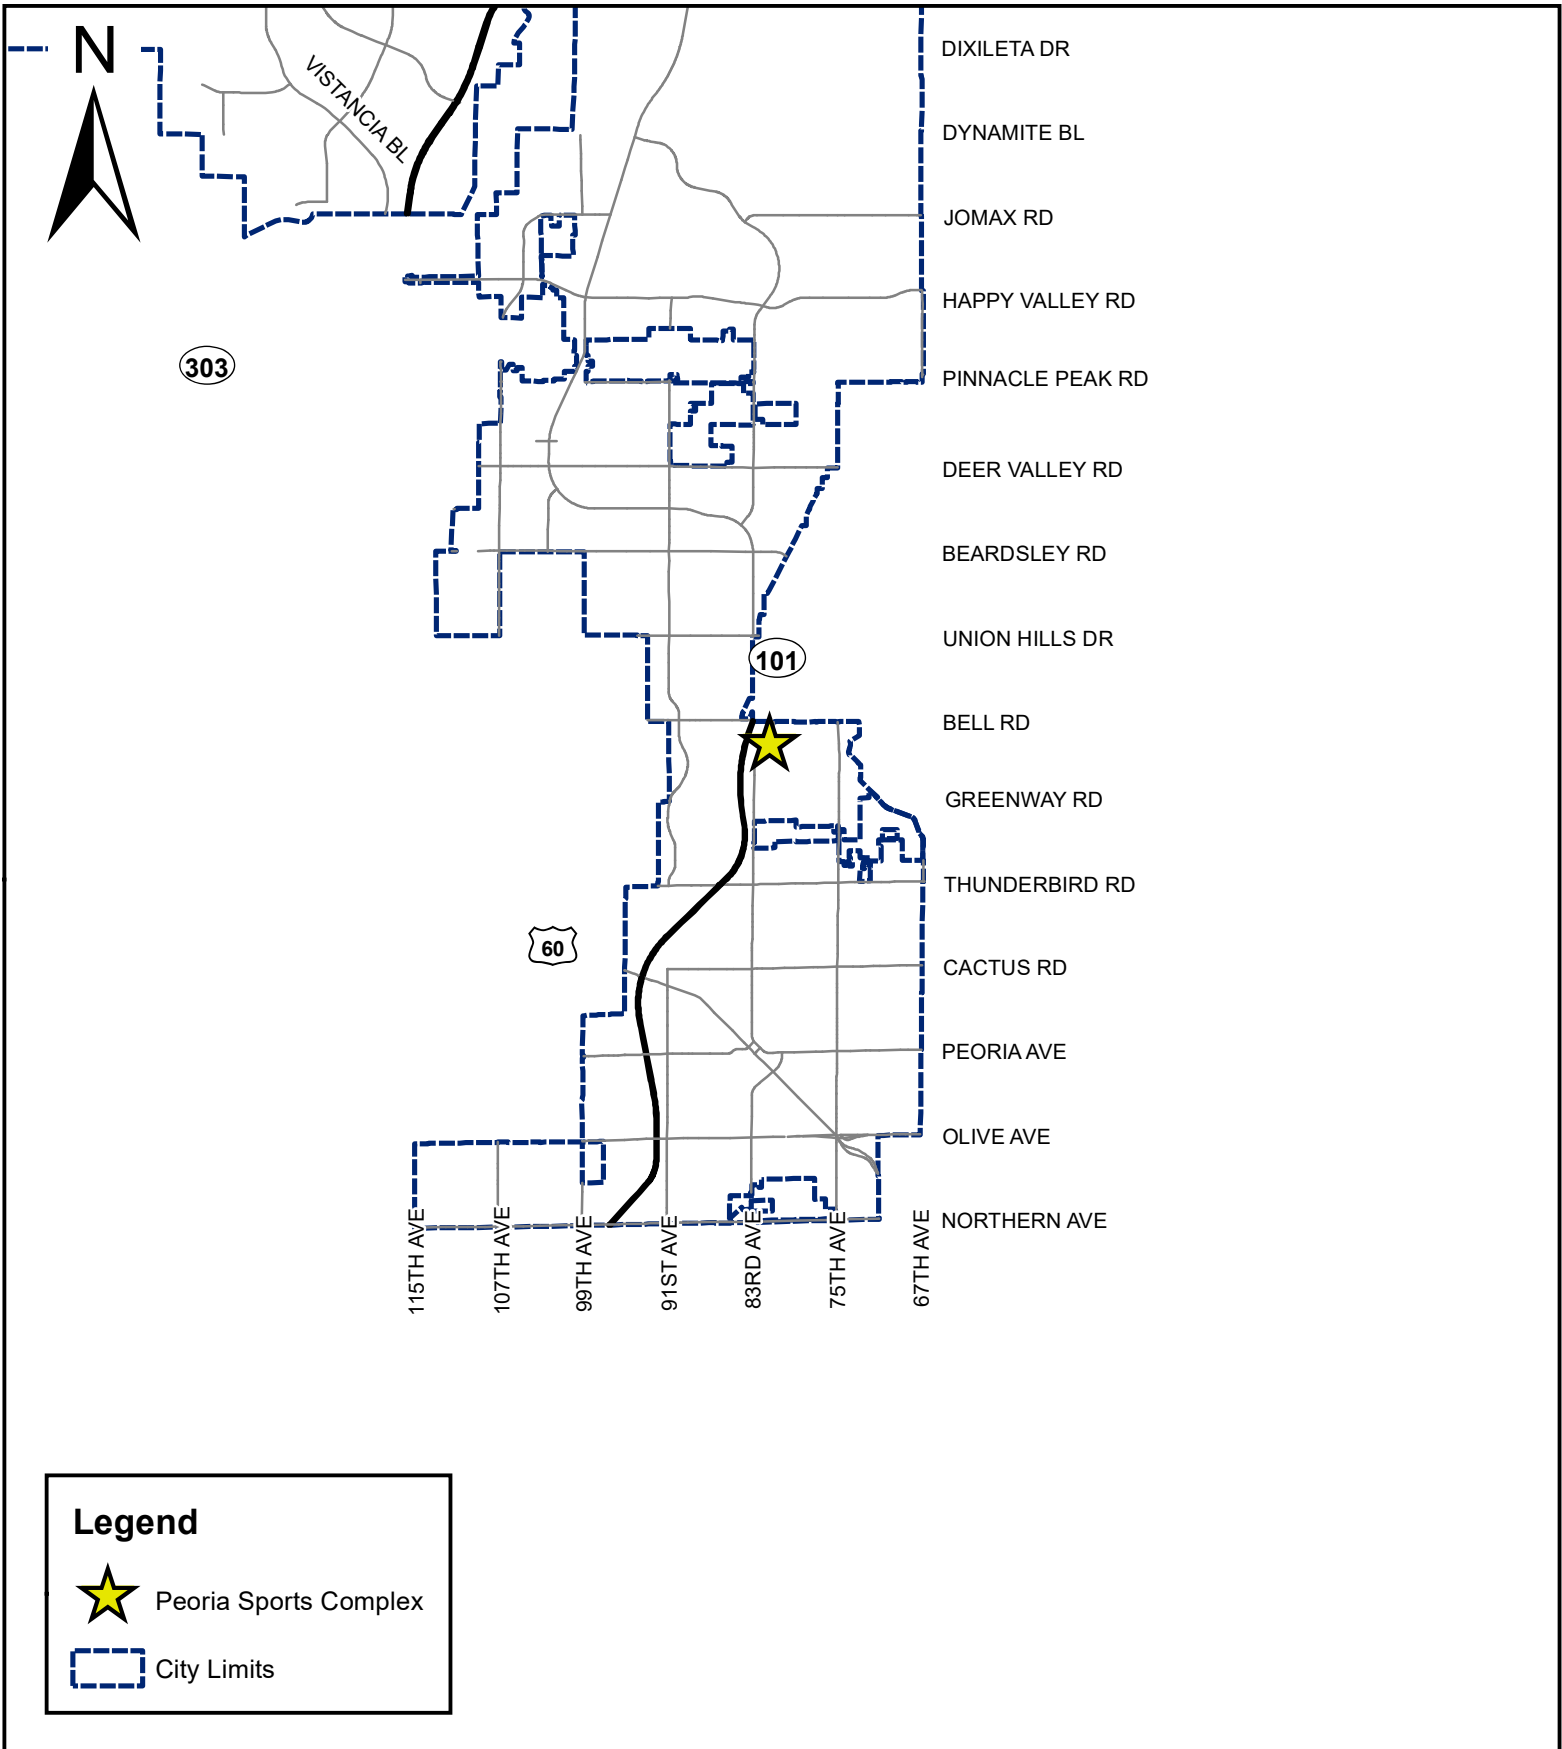 N
VISTANCIA BL
DIXILETA DR
DYNAMITE BL
JOMAX RD
HAPPY VALLEY RD
303
PINNACLE PEAK RD
DEER VALLEY RD
BEARDSLEY RD
UNION HILLS DR
101
BELL RD
GREENWAY RD
THUNDERBIRD RD
60
CACTUS RD
PEORIA AVE
OLIVE AVE
NORTHERN AVE
115TH AVE
107TH AVE
99TH AVE
91ST AVE
83RD AVE
75TH AVE
67TH AVE
Legend
Peoria Sports Complex
City Limits